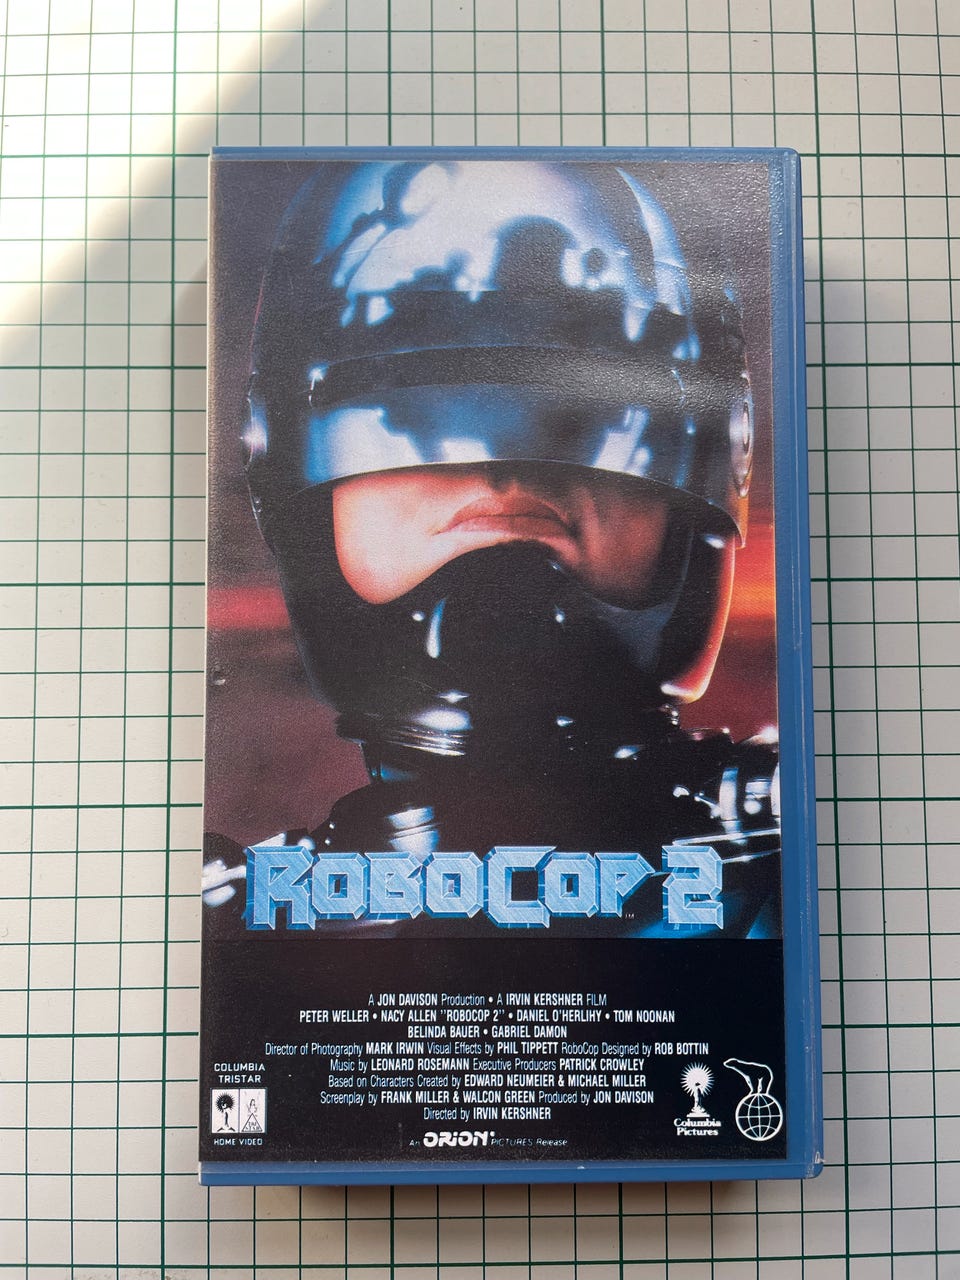 ROBOCOP 2
TM
A JON DAVISON Production • A IRVIN KERSHNER FILM
PETER WELLER • NACY ALLEN "ROBOCOP 2" • DANIEL O'HERLIHY • TOM NOONAN
BELINDA BAUER • GABRIEL DAMON
Director of Photography MARK IRWIN Visual Effects by PHIL TIPPETT RoboCop Designed by ROB BOTTIN
Music by LEONARD ROSEMANN Executive Producers PATRICK CROWLEY
Based on Characters Created by EDWARD NEUMEIER & MICHAEL MILLER
Screenplay by FRANK MILLER & WALCON GREEN Produced by JON DAVISON
Directed by IRVIN KERSHNER
An ORION PICTURES Release
COLUMBIA
TRISTAR
HOME VIDEO
Columbia
Pictures